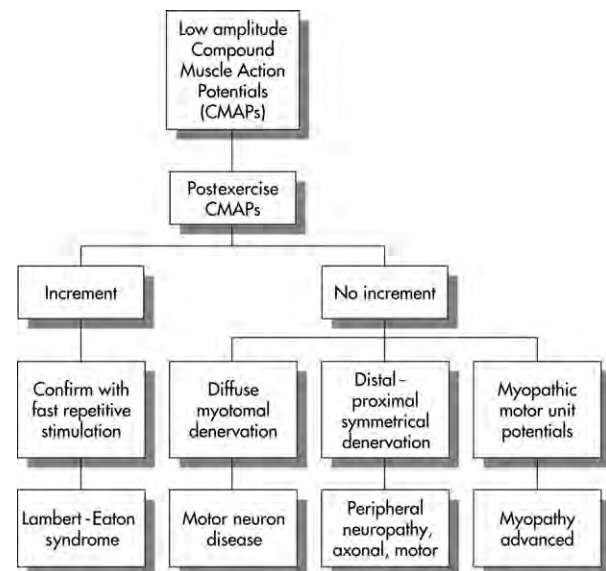 Low amplitude
Compound
Muscle Action
Potentials
(CMAPs)
Postexercise
CMAPs
Increment
No increment
Confirm with
fast repetitive
stimulation
Diffuse
myotomal
denervation
Distal-
proximal
symmetrical
denervation
Myopathic
motor unit
potentials
Lambert-Eaton
syndrome
Motor neuron
disease
Peripheral
neuropathy,
axonal, motor
Myopathy
advanced